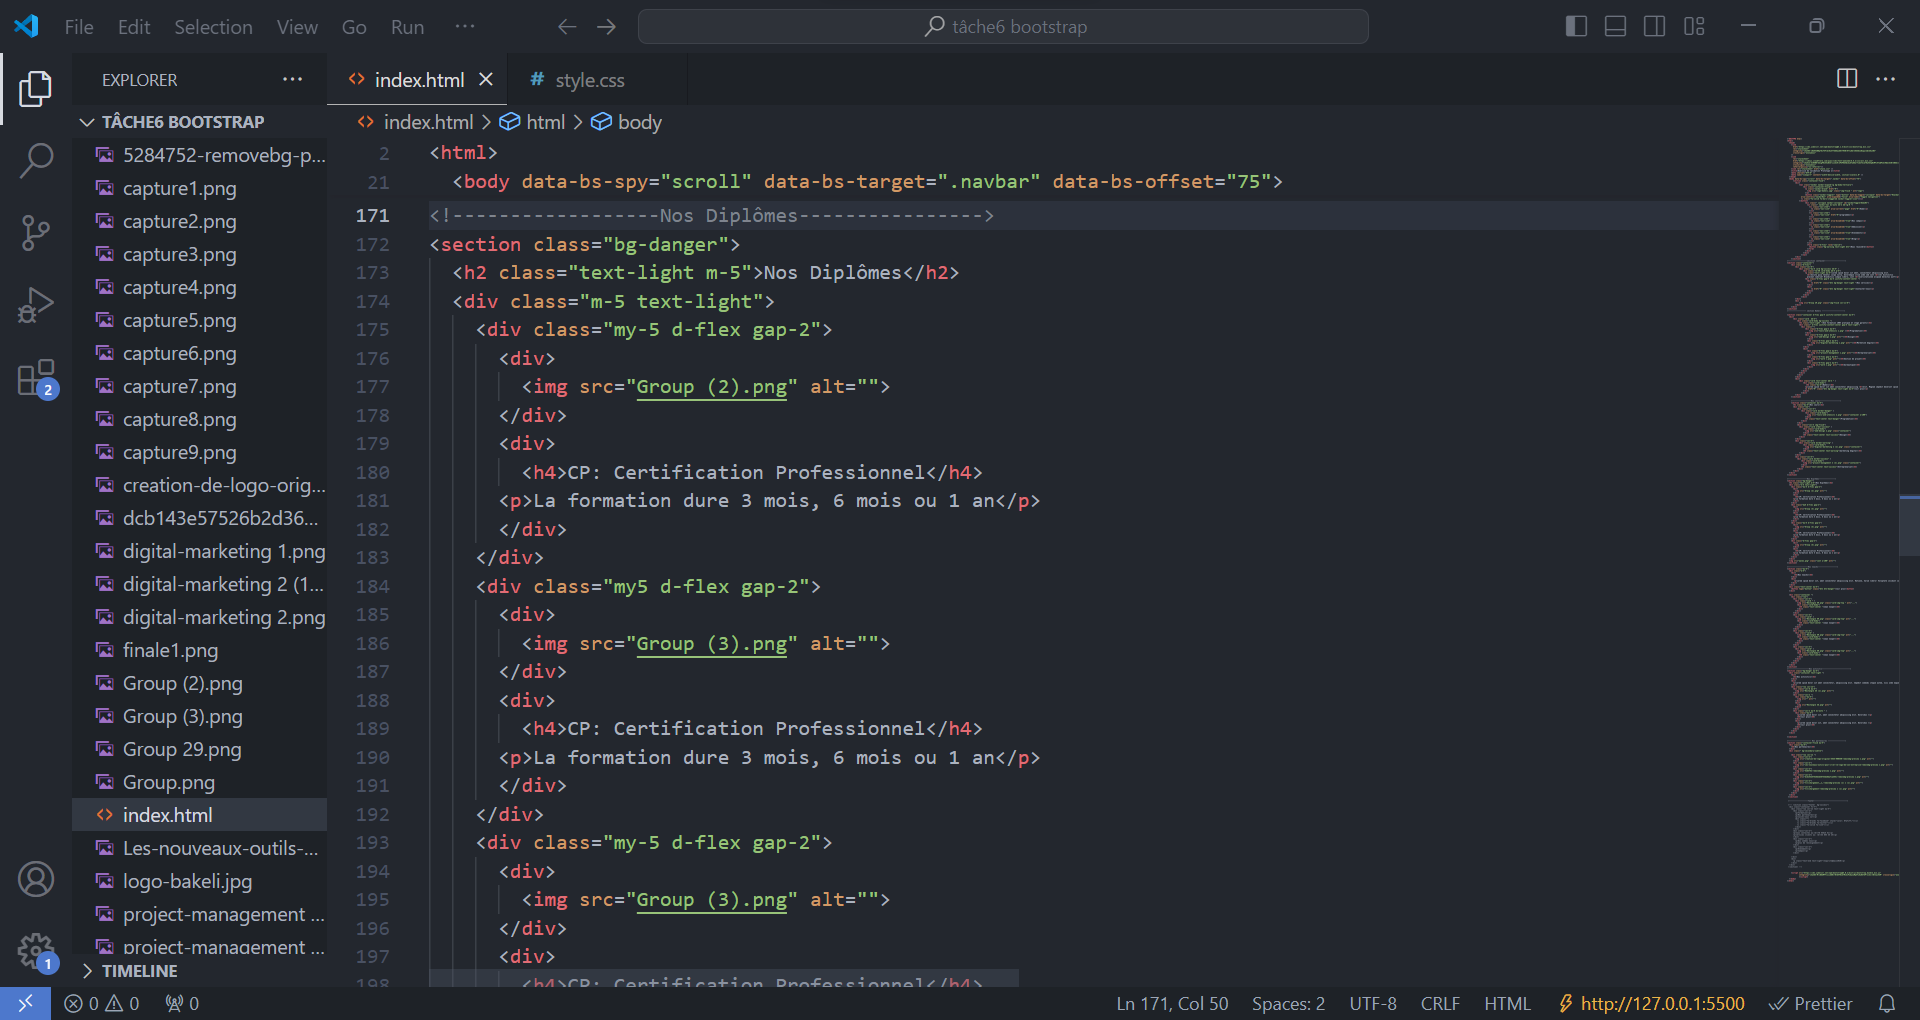 File Edit Selection View Go Run ··· tâche6 bootstrap
EXPLORER ···
index.html
# style.css
TÂCHE6 BOOTSTRAP
5284752-removebg-p...
capture1.png
capture2.png
capture3.png
capture4.png
capture5.png
capture6.png
capture7.png
capture8.png
capture9.png
creation-de-logo-orig...
dcb143e57526b2d36...
digital-marketing 1.png
digital-marketing 2 (1...
digital-marketing 2.png
finale1.png
Group (2).png
Group (3).png
Group 29.png
Group.png
index.html
Les-nouveaux-outils-...
logo-bakeli.jpg
project-management ...
project-management ...
TIMELINE
2
1
index.html > html > body
2 <html>
21 <body data-bs-spy="scroll" data-bs-target=".navbar" data-bs-offset="75">
171 <!------------------Nos Diplômes---------------->
172 <section class="bg-danger">
173 <h2 class="text-light m-5">Nos Diplômes</h2>
174 <div class="m-5 text-light">
175 <div class="my-5 d-flex gap-2">
176 <div>
177 <img src="Group (2).png" alt="">
178 </div>
179 <div>
180 <h4>CP: Certification Professionnel</h4>
181 <p>La formation dure 3 mois, 6 mois ou 1 an</p>
182 </div>
183 </div>
184 <div class="my5 d-flex gap-2">
185 <div>
186 <img src="Group (3).png" alt="">
187 </div>
188 <div>
189 <h4>CP: Certification Professionnel</h4>
190 <p>La formation dure 3 mois, 6 mois ou 1 an</p>
191 </div>
192 </div>
193 <div class="my-5 d-flex gap-2">
194 <div>
195 <img src="Group (3).png" alt="">
196 </div>
197 <div>
198 <h4>CP: Certification Professionnel</h4>
0 0 0 Ln 171, Col 50 Spaces: 2 UTF-8 CRLF HTML http://127.0.0.1:5500 Prettier